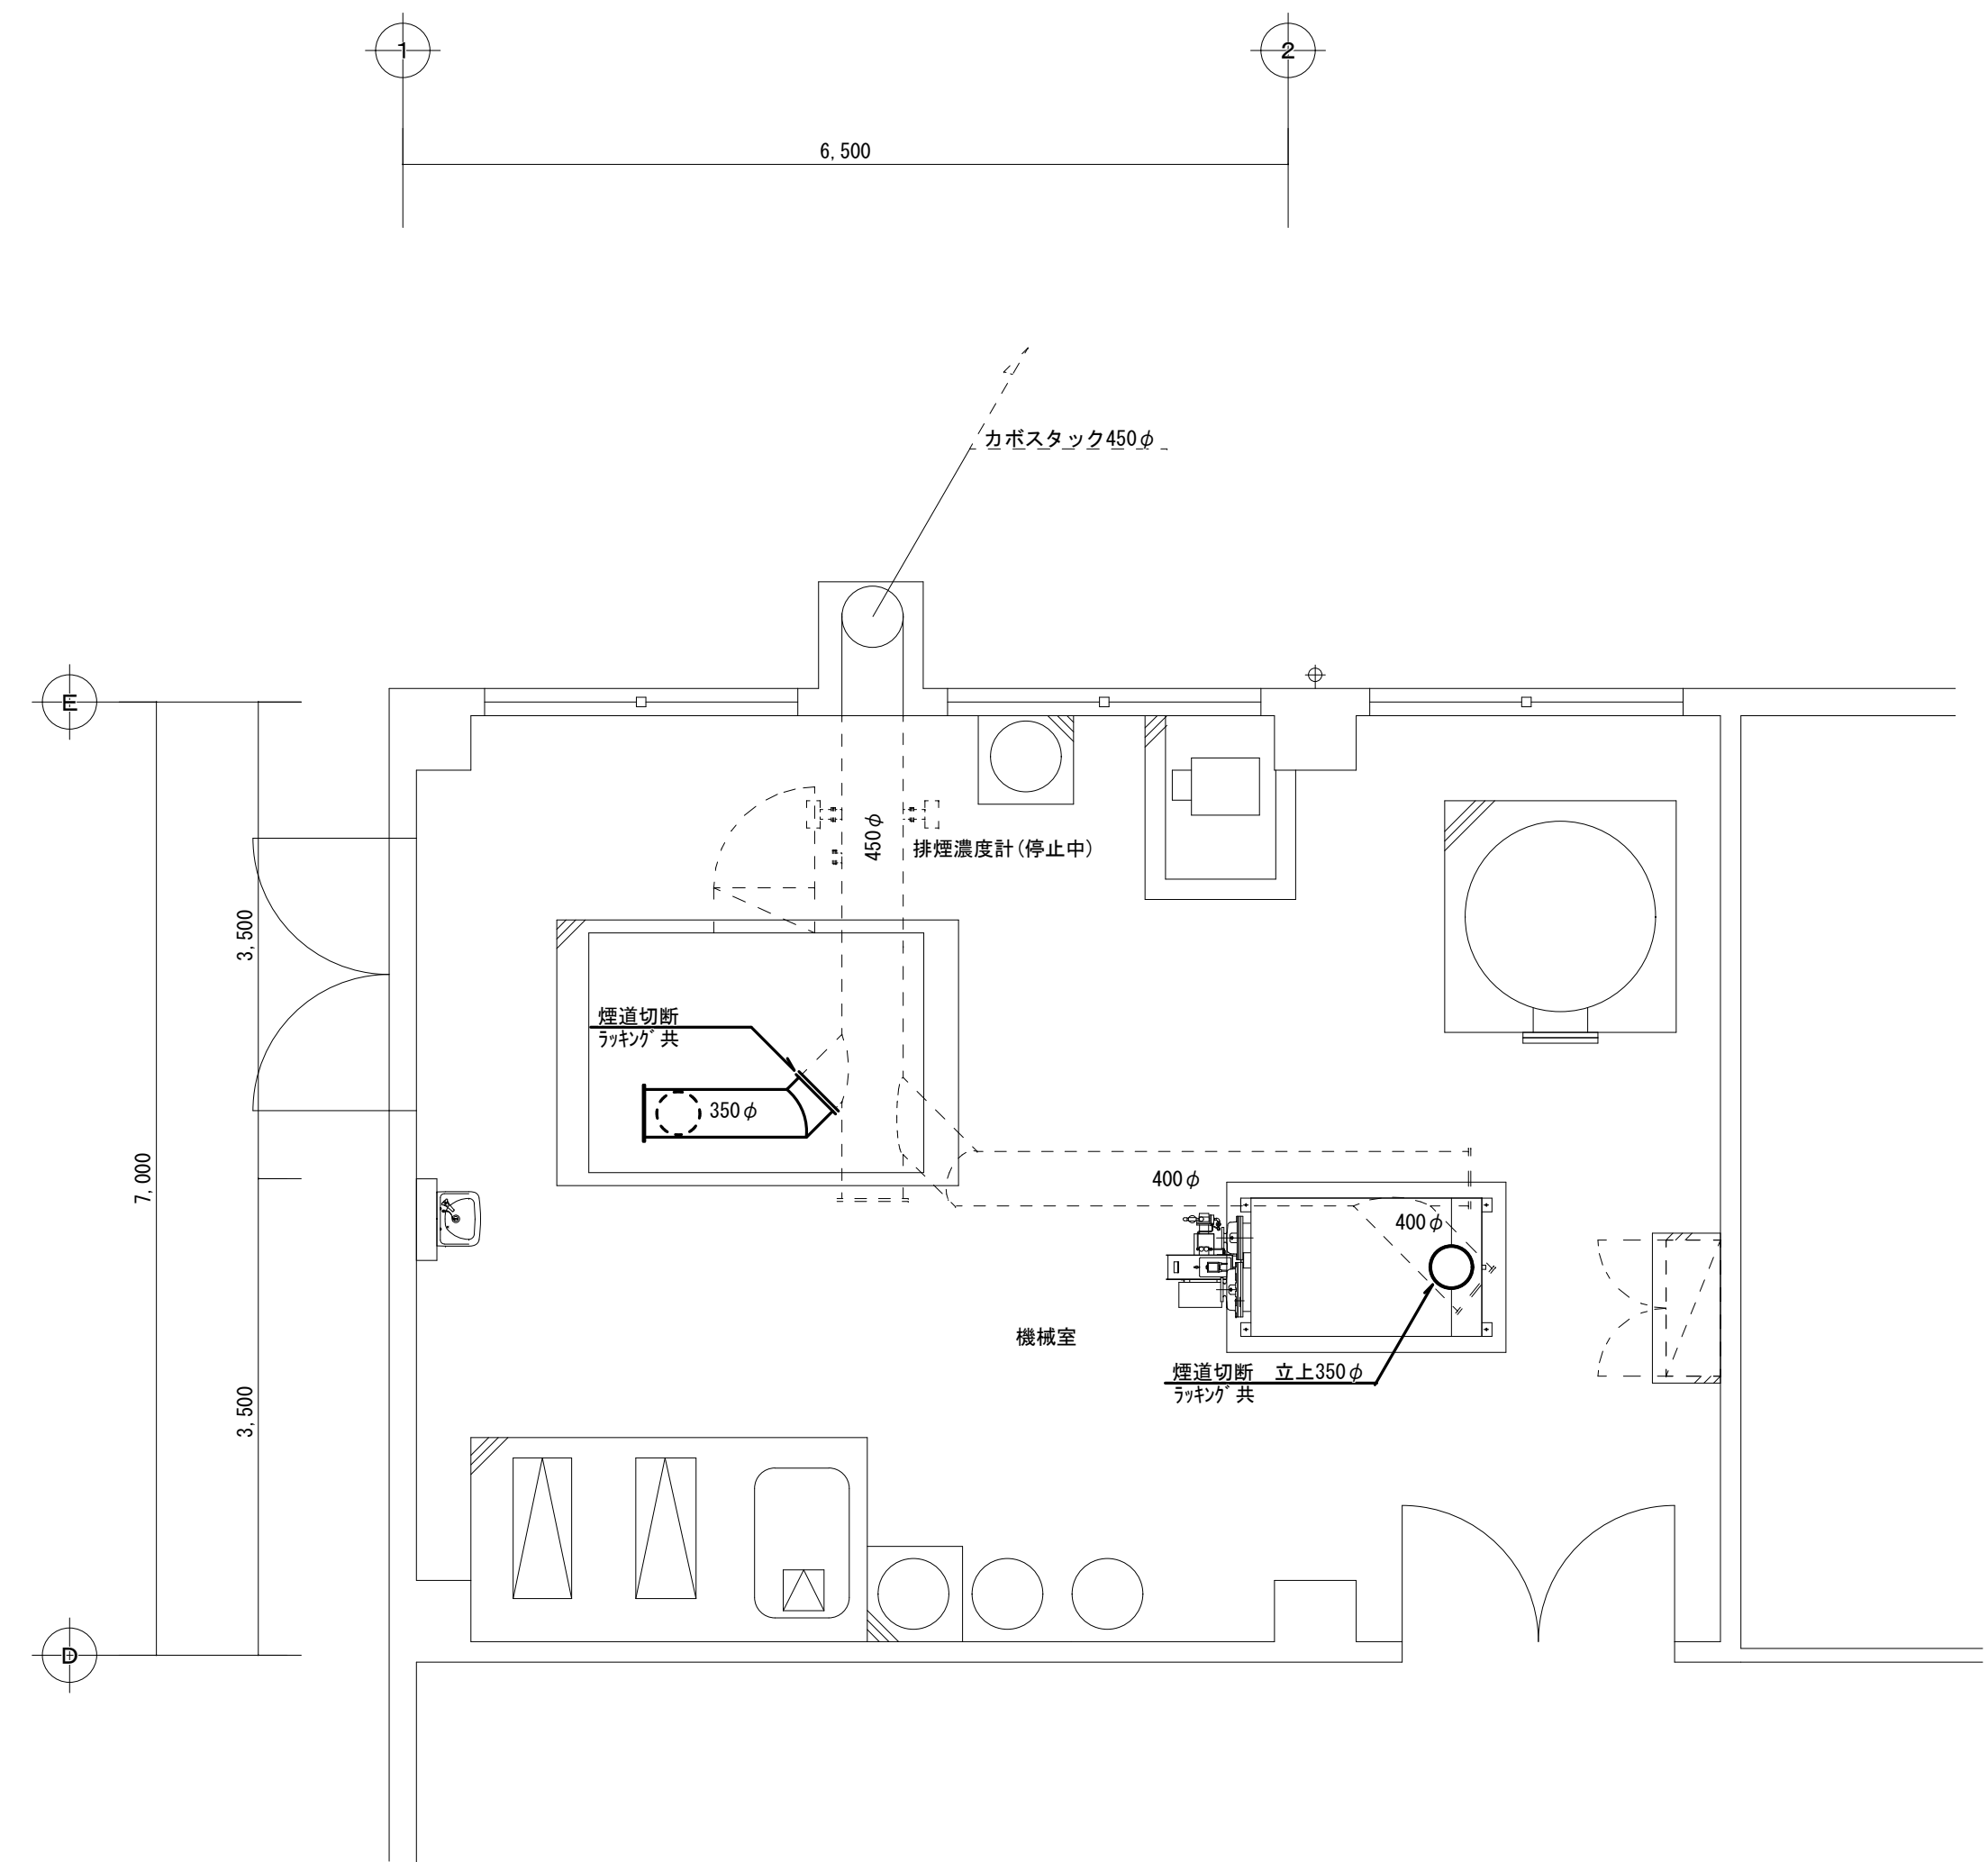 1
2
6,500
カボスタック450φ
E
450φ
排煙濃度計(停止中)
3,500
煙道切断
ﾗｯｷﾝｸﾞ共
350φ
7,000
400φ
400φ
機械室
煙道切断 立上350φ
ﾗｯｷﾝｸﾞ共
3,500
D